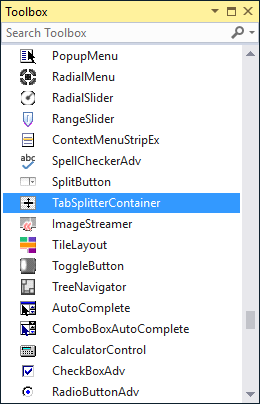 Toolbox
Search Toolbox
PopupMenu
RadialMenu
RadialSlider
RangeSlider
ContextMenuStripEx
abc SpellCheckerAdv
SplitButton
TabSplitterContainer
ImageStreamer
TileLayout
ToggleButton
TreeNavigator
AutoComplete
ComboBoxAutoComplete
CalculatorControl
CheckBoxAdv
RadioButtonAdv